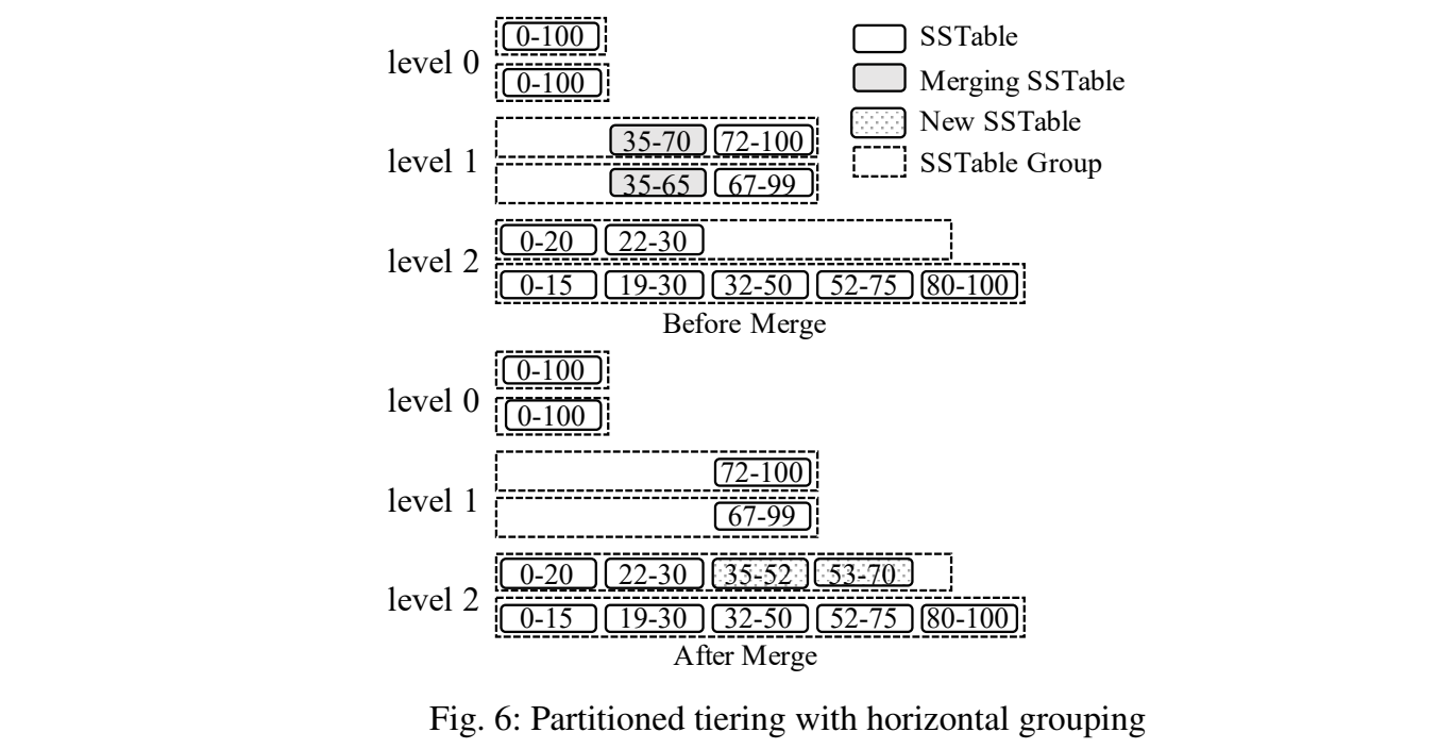 0-100
level 0
0-100
35-70 72-100
level 1
35-65 67-99
0-20 22-30
level 2
0-15 19-30 32-50 52-75 80-100
Before Merge
SSTable
Merging SSTable
New SSTable
SSTable Group
0-100
level 0
0-100
72-100
level 1
67-99
0-20 22-30 35-52 53-70
level 2
0-15 19-30 32-50 52-75 80-100
After Merge
Fig. 6: Partitioned tiering with horizontal grouping